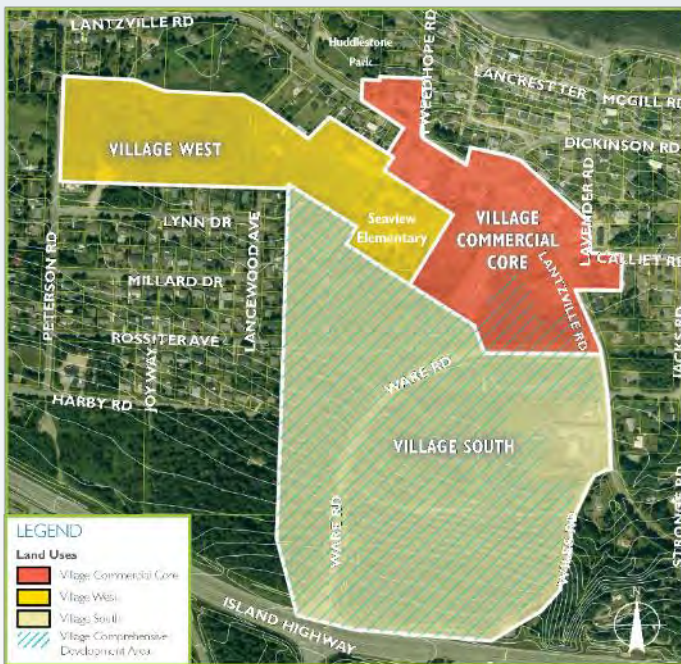 LANTZVILLE RD
Huddlestone
Park
TWEEDHOPE RD
LANCREST TER
MCGILL RD
DICKINSON RD
VILLAGE WEST
LAVENDER RD
LYNN DR
Seaview
Elementary
VILLAGE
COMMERCIAL
CORE
CALLIET RD
LANTZVILLE RD
PETERSON RD
MILLARD DR
LANCEWOOD AVE
JACKS RD
ROSSITER AVE
JOY WAY
HARBY RD
WARE RD
VILLAGE SOUTH
WARE RD
WILES RD
ISLAND HIGHWAY
N
LEGEND
Land Uses
Village Commercial Core
Village West
Village South
Village Comprehensive
Development Area